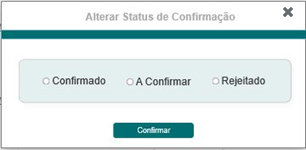 Alterar Status de Confirmação
Confirmado A Confirmar Rejeitado
Confirmar